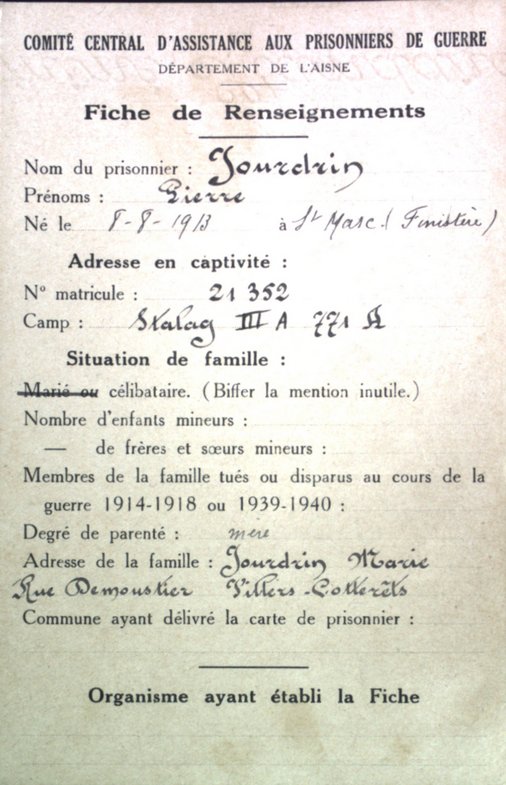 COMITÉ CENTRAL D'ASSISTANCE AUX PRISONNIERS DE GUERRE
DÉPARTEMENT DE L'AISNE
Fiche de Renseignements
Nom du prisonnier : Jourdrin
Prénoms : Pierre
Né le 8-8-1913 à St Marc (Finistère)
Adresse en captivité :
N° matricule : 21 352
Camp : Stalag III A 771
Situation de famille :
Marié ou célibataire. (Biffer la mention inutile.)
Nombre d'enfants mineurs :
— de frères et sœurs mineurs :
Membres de la famille tués ou disparus au cours de la
guerre 1914-1918 ou 1939-1940 :
Degré de parenté : mère
Adresse de la famille : Jourdrin Marie
Rue Demoustier Villers-Cotterêts
Commune ayant délivré la carte de prisonnier :
Organisme ayant établi la Fiche